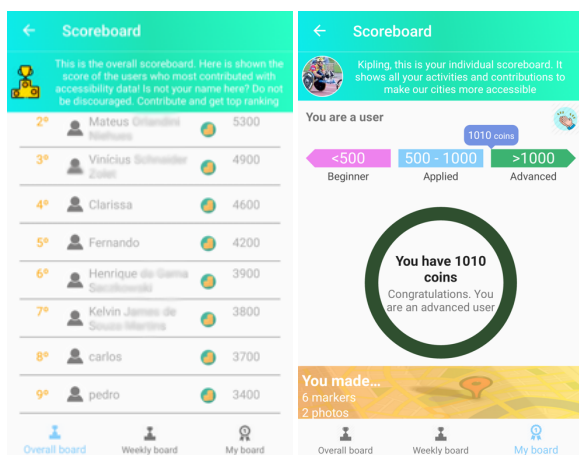 Scoreboard
This is the overall scoreboard. Here is shown the
score of the users who most contributed with
accessibility data! Is not your name here? Do not
be discouraged. Contribute and get top ranking
2º Mateus 5300
3º Vinícius 4900
4º Clarissa 4600
5º Fernando 4200
6º Henrique 3900
7º Kelvin 3800
8º carlos 3700
9º pedro 3400
Overall board Weekly board My board
Scoreboard
Kipling, this is your individual scoreboard. It
shows all your activities and contributions to
make our cities more accessible
You are a user
1010 coins
<500 500 - 1000 >1000
Beginner Applied Advanced
You have 1010
coins
Congratulations. You
are an advanced user
You made...
6 markers
2 photos
Overall board Weekly board My board